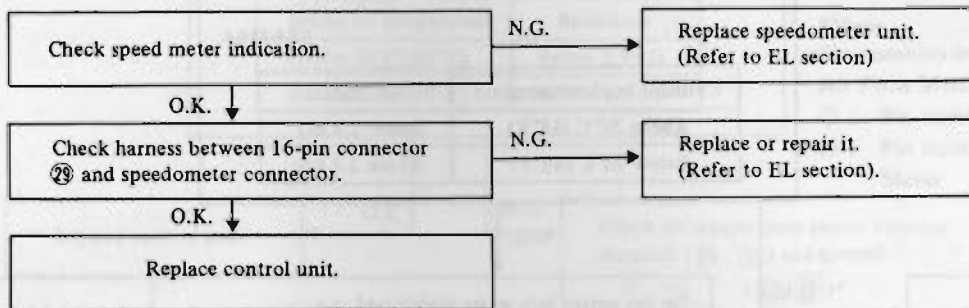 Check speed meter indication.
N.G.
Replace speedometer unit.
(Refer to EL section)
O.K.
Check harness between 16-pin connector
㉙ and speedometer connector.
N.G.
Replace or repair it.
(Refer to EL section).
O.K.
Replace control unit.